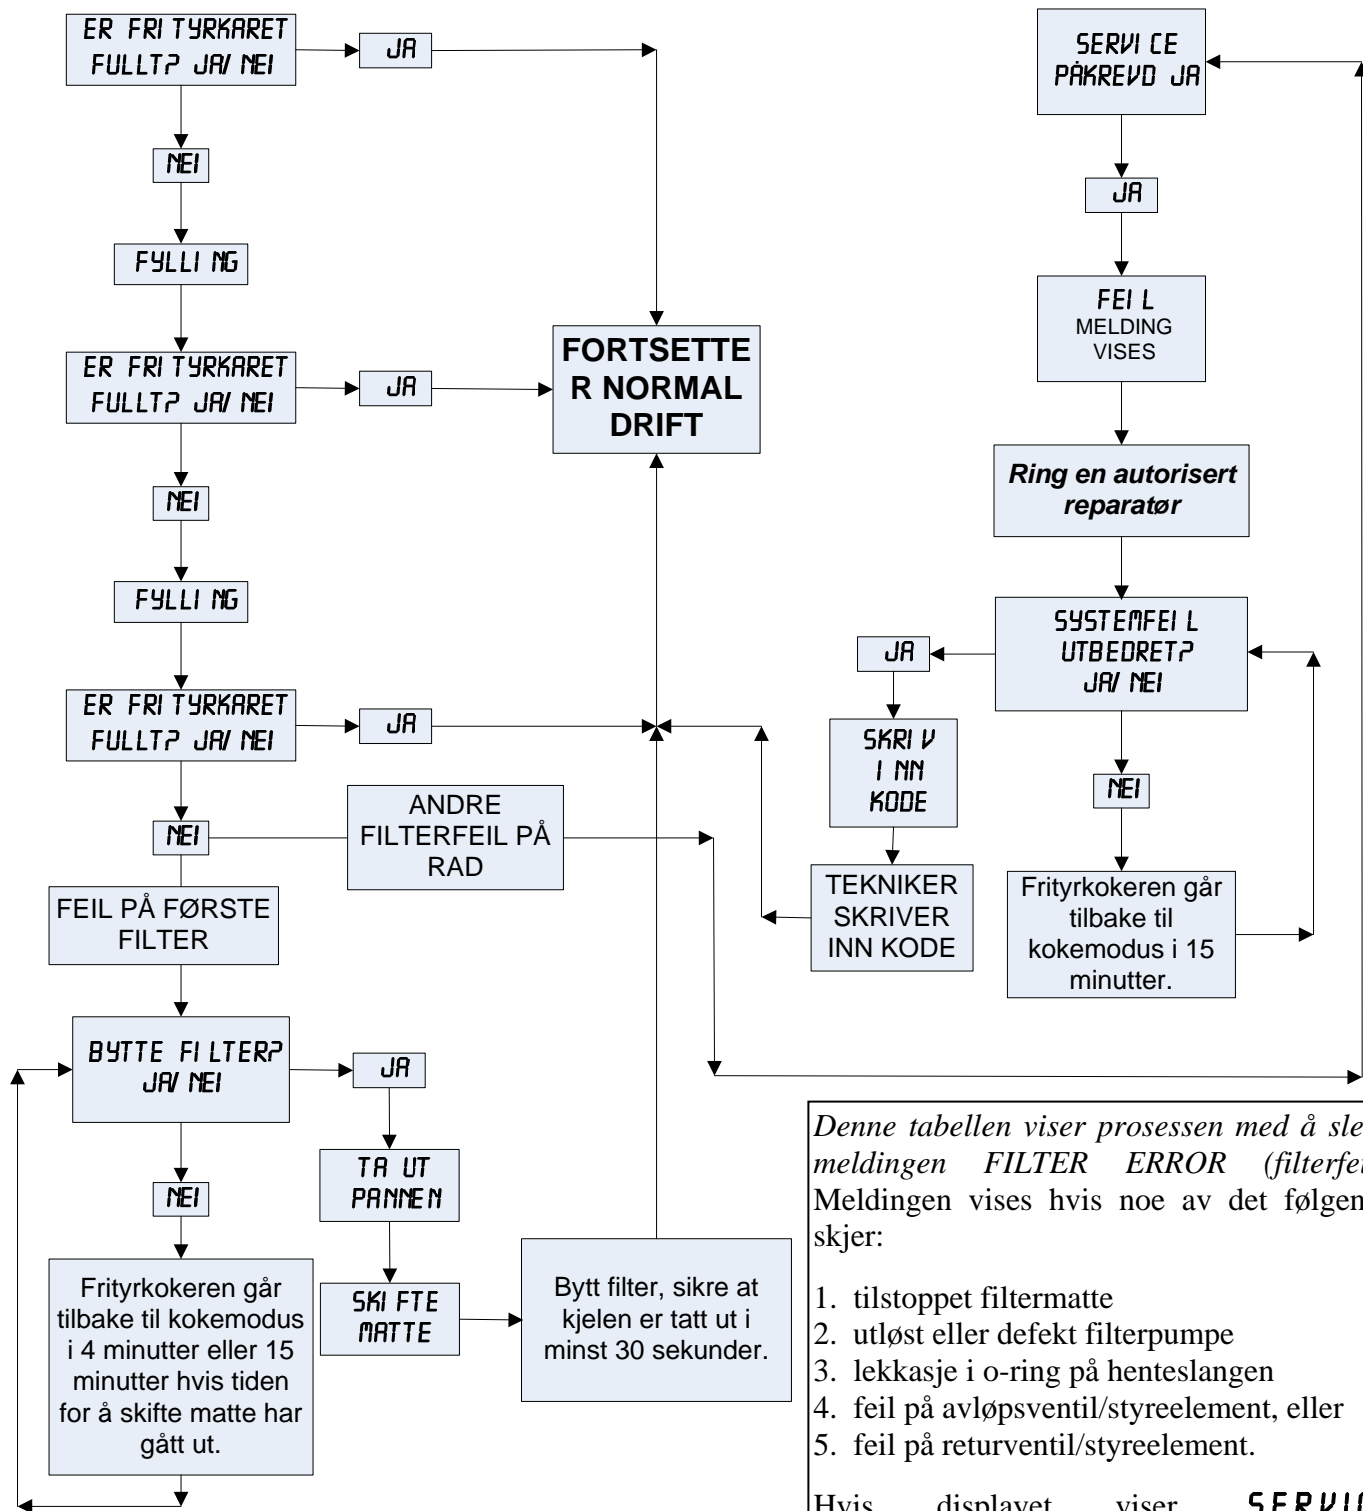 ER FRITYRKARET
FULLT? JA/NEI
JA
NEI
FYLLING
ER FRITYRKARET
FULLT? JA/NEI
JA
FORTSETTE
R NORMAL
DRIFT
NEI
FYLLING
ER FRITYRKARET
FULLT? JA/NEI
JA
NEI
ANDRE
FILTERFEIL PÅ
RAD
FEIL PÅ FØRSTE
FILTER
BYTTE FILTER?
JA/NEI
JA
NEI
TA UT
PANNEN
SKIFTE
MATTE
Bytt filter, sikre at
kjelen er tatt ut i
minst 30 sekunder.
Frityrkokeren går
tilbake til kokemodus
i 4 minutter eller 15
minutter hvis tiden
for å skifte matte har
gått ut.
SERVICE
PÅKREVD JA
JA
FEIL
MELDING
VISES
Ring en autorisert
reparatør
SYSTEMFEIL
UTBEDRET?
JA/NEI
JA
SKRIV
INN
KODE
TEKNIKER
SKRIVER
INN KODE
NEI
Frityrkokeren går
tilbake til
kokemodus i 15
minutter.
Denne tabellen viser prosessen med å
meldingen FILTER ERROR
Meldingen vises hvis noe av det
skjer:
1. tilstoppet filtermatte
2. utløst eller defekt filterpumpe
3. lekkasje i o-ring på henteslangen
4. feil på avløpsventil/styreelement, eller
5. feil på returventil/styreelement.
Hvis displayet viser